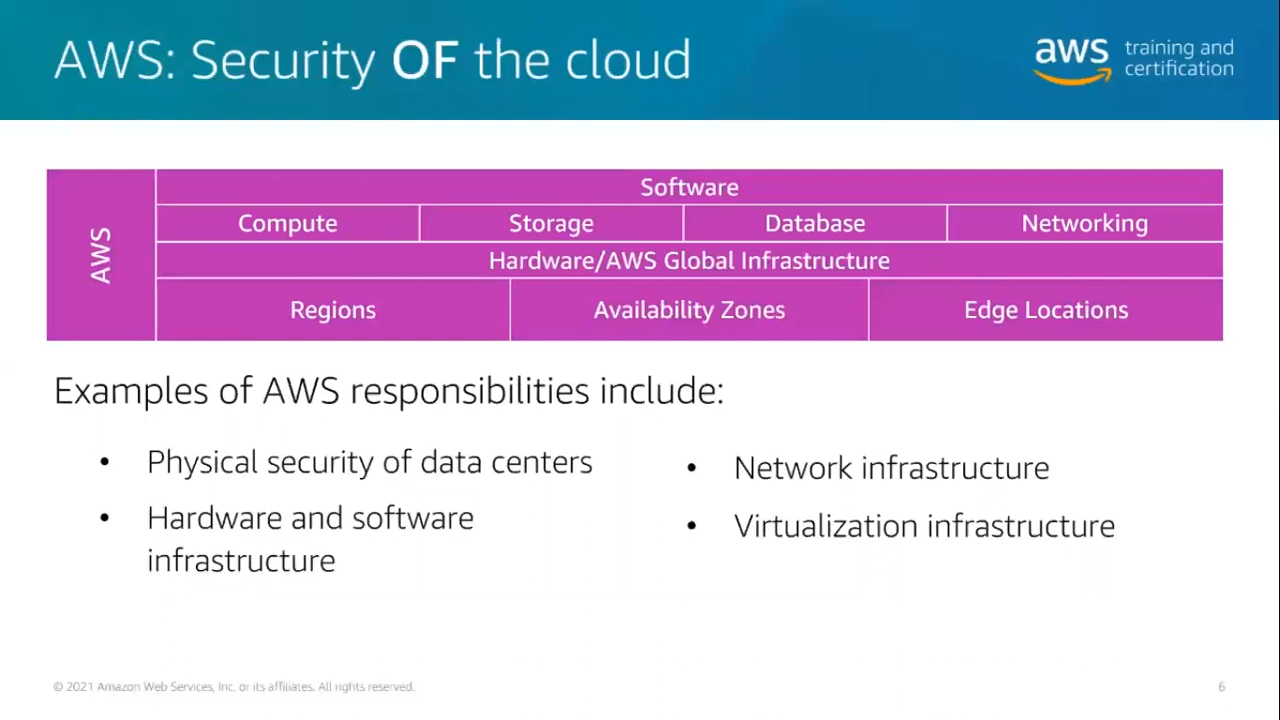 AWS: Security OF the cloud
aws training and
certification
AWS
Software
Compute Storage Database Networking
Hardware/AWS Global Infrastructure
Regions Availability Zones Edge Locations
Examples of AWS responsibilities include:
• Physical security of data centers
• Hardware and software
infrastructure
• Network infrastructure
• Virtualization infrastructure
© 2021 Amazon Web Services, Inc. or its affiliates. All rights reserved.
6